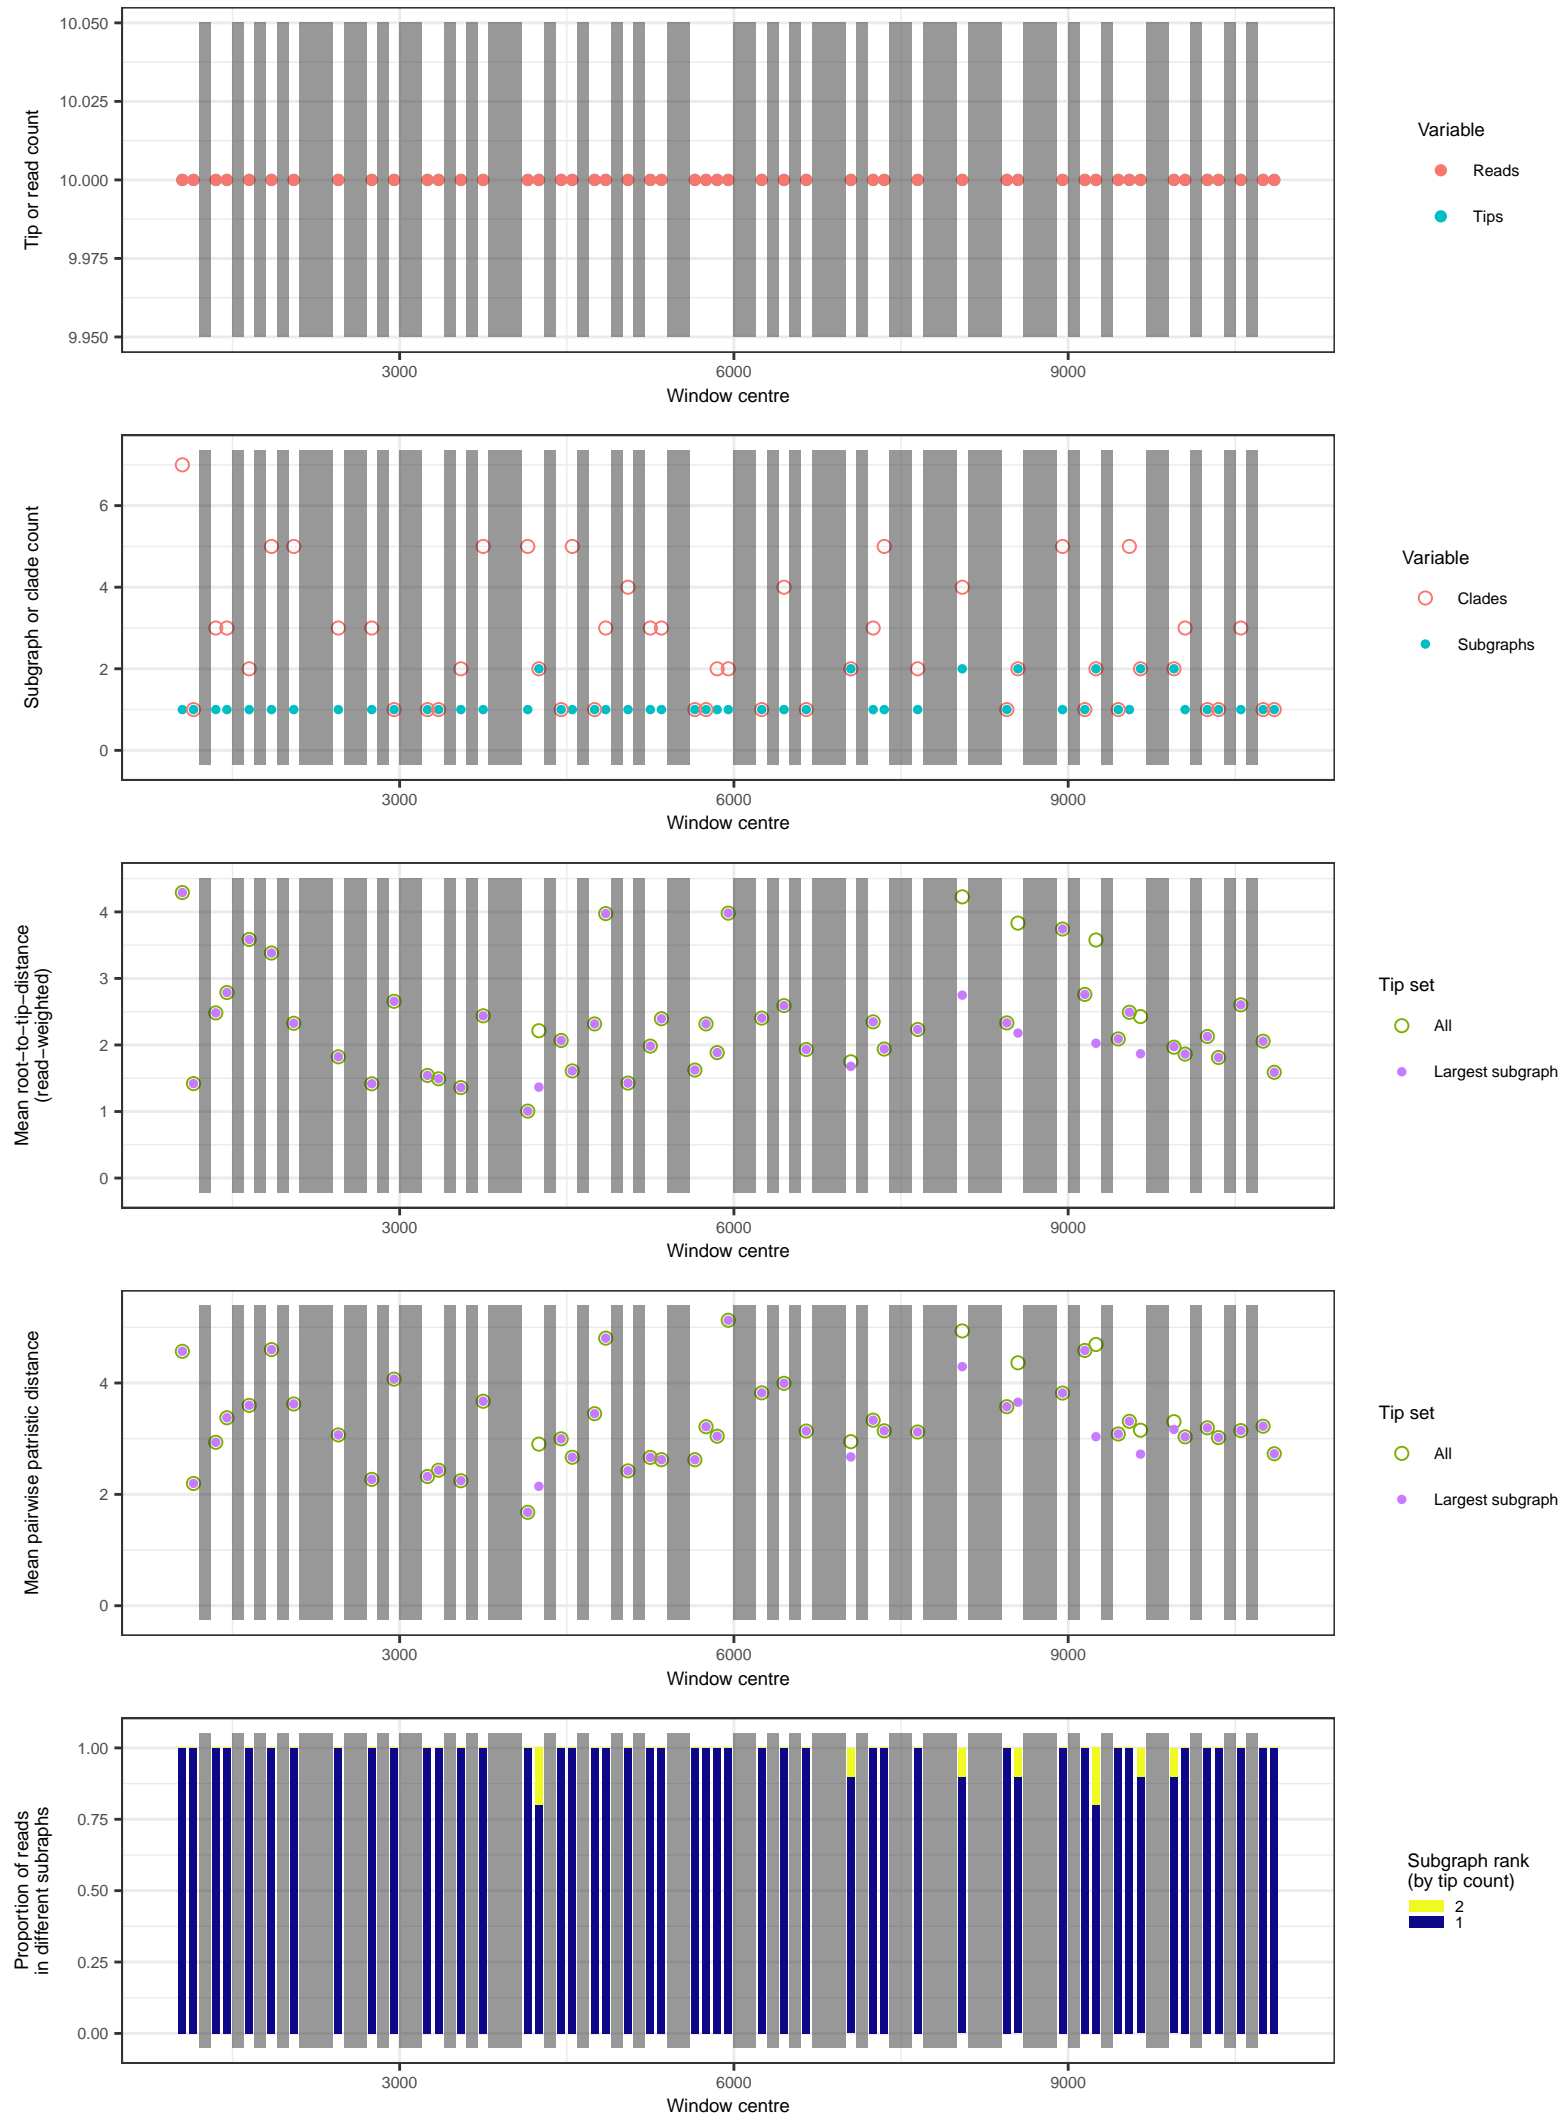 10.050
10.025
10.000
9.975
9.950
Tip or read count
3000
6000
9000
Window centre
Variable
Reads
Tips
6
4
2
0
Subgraph or clade count
3000
6000
9000
Window centre
Variable
Clades
Subgraphs
4
3
2
1
0
Mean root−to−tip−distance
(read−weighted)
3000
6000
9000
Window centre
Tip set
All
Largest subgraph
4
2
0
Mean pairwise patristic distance
3000
6000
9000
Window centre
Tip set
All
Largest subgraph
1.00
0.75
0.50
0.25
0.00
Proportion of reads
in different subraphs
3000
6000
9000
Window centre
Subgraph rank
(by tip count)
2
1